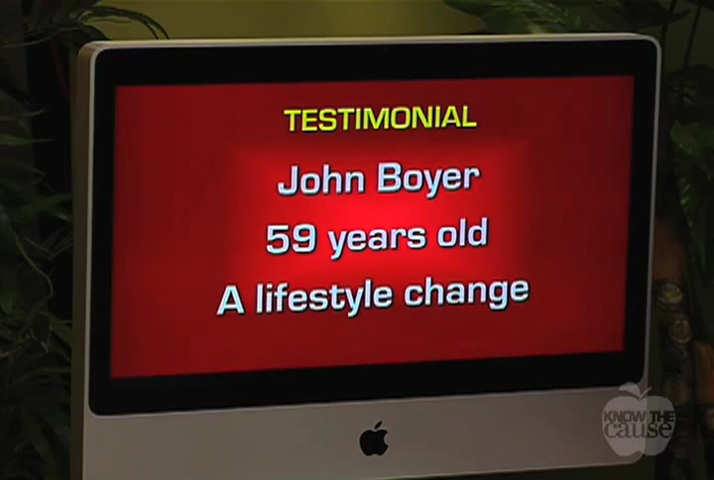 TESTIMONIAL
John Boyer
59 years old
A lifestyle change
KNOW THE
cause